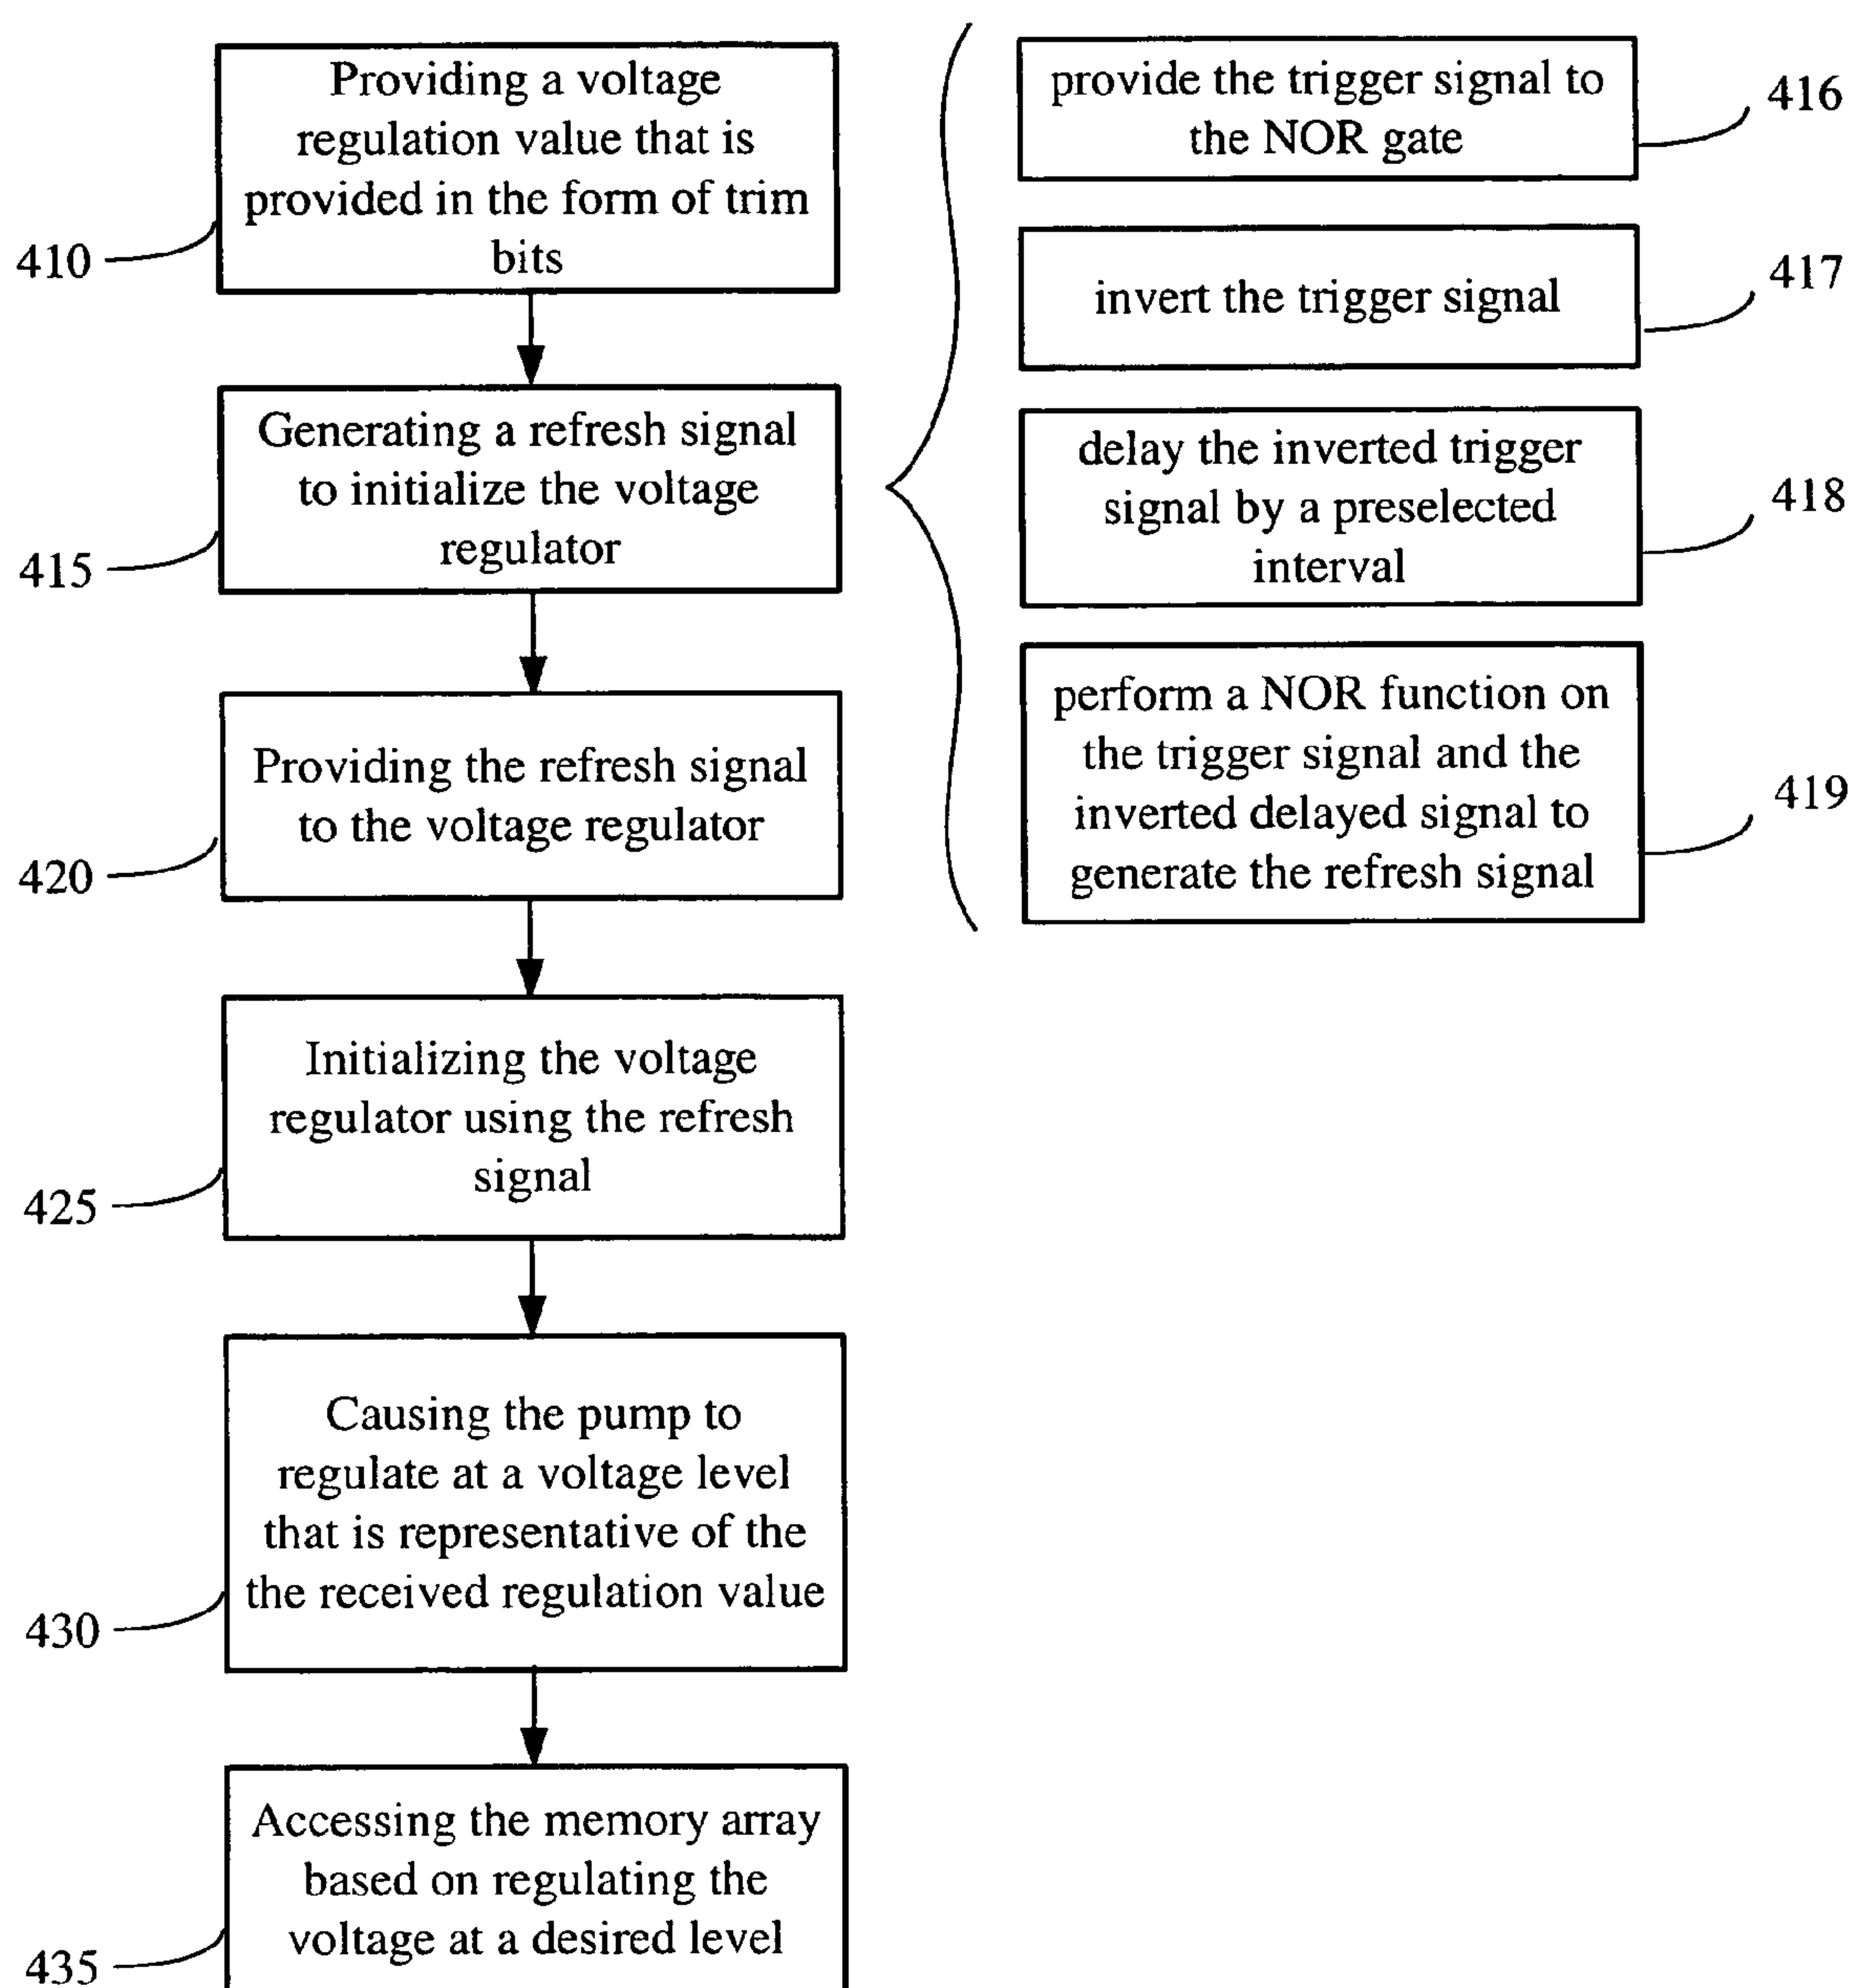 Providing a voltage
regulation value that is
provided in the form of trim
bits
410
Generating a refresh signal
to initialize the voltage
regulator
415
Providing the refresh signal
to the voltage regulator
420
Initializing the voltage
regulator using the refresh
signal
425
Causing the pump to
regulate at a voltage level
that is representative of the
the received regulation value
430
Accessing the memory array
based on regulating the
voltage at a desired level
435
provide the trigger signal to
the NOR gate
416
invert the trigger signal
417
delay the inverted trigger
signal by a preselected
interval
418
perform a NOR function on
the trigger signal and the
inverted delayed signal to
generate the refresh signal
419